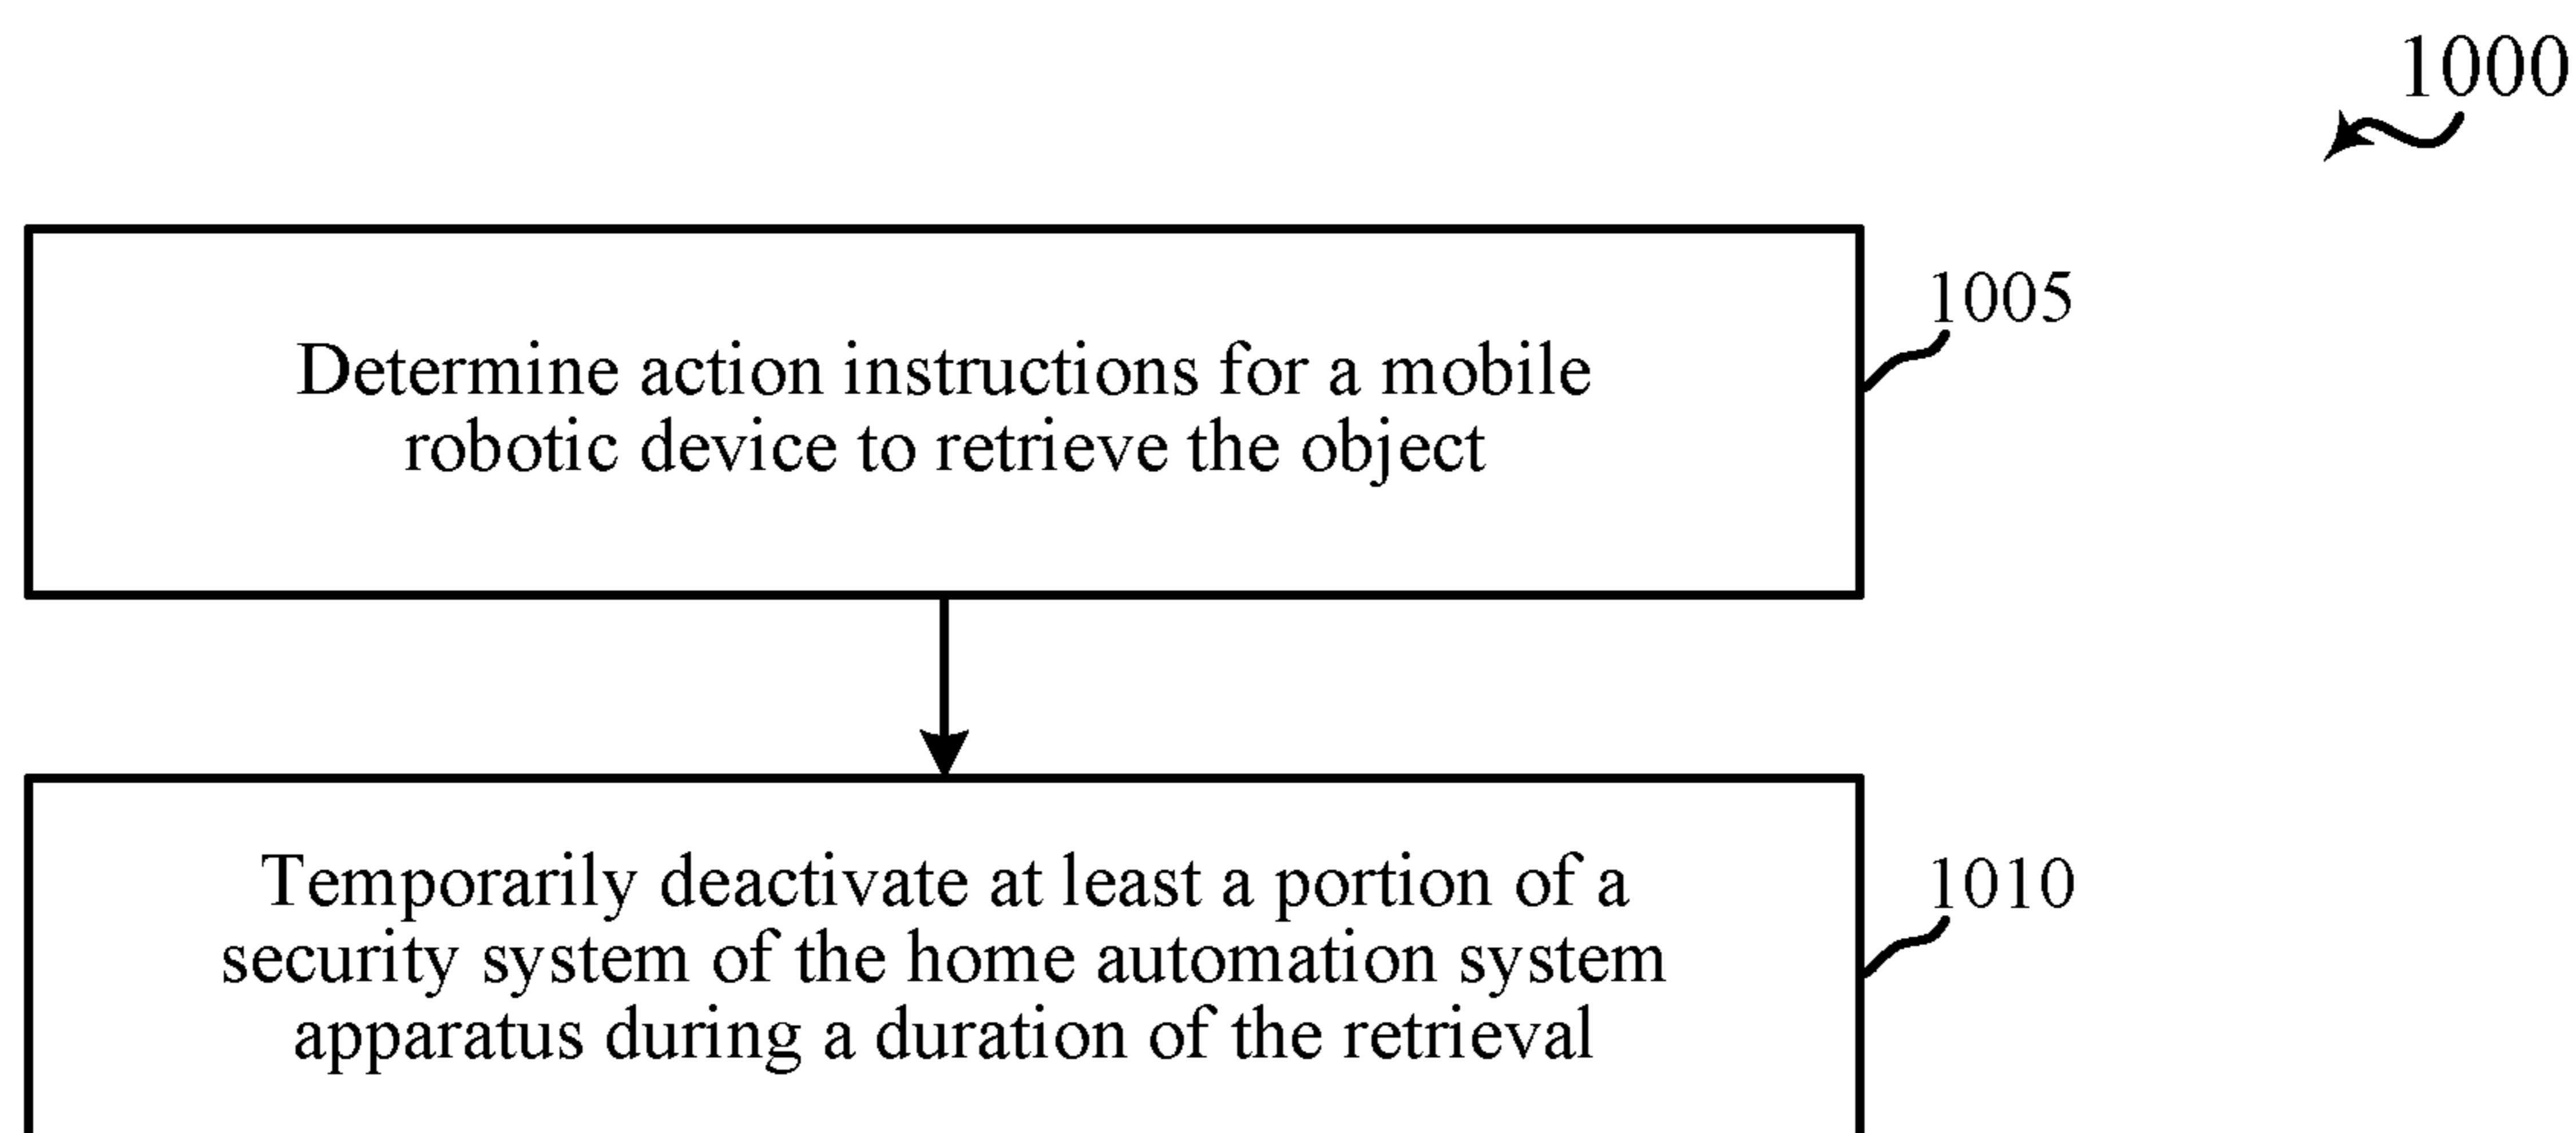 1000
1005
Determine action instructions for a mobile
robotic device to retrieve the object
1010
Temporarily deactivate at least a portion of a
security system of the home automation system
apparatus during a duration of the retrieval